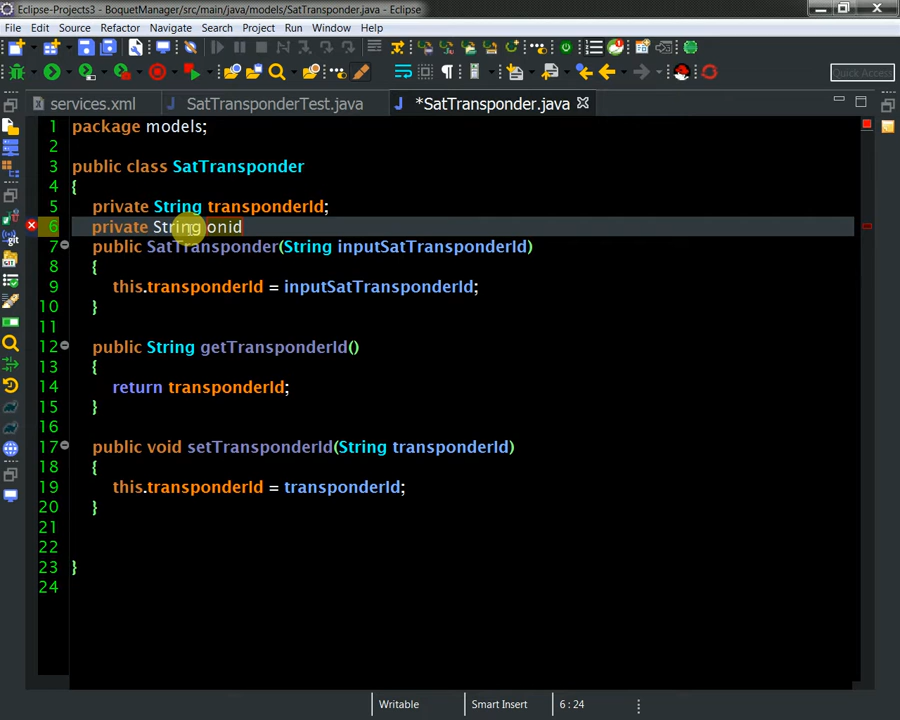 Eclipse-Projects3 - BoquetManager/src/main/java/models/SatTransponder.java - Eclipse
File Edit Source Refactor Navigate Search Project Run Window Help
Quick Access
services.xml SatTransponderTest.java *SatTransponder.java
1 package models;
2
3 public class SatTransponder
4 {
5 private String transponderId;
6 private String onid
7 public SatTransponder(String inputSatTransponderId)
8 {
9 this.transponderId = inputSatTransponderId;
10 }
11
12 public String getTransponderId()
13 {
14 return transponderId;
15 }
16
17 public void setTransponderId(String transponderId)
18 {
19 this.transponderId = transponderId;
20 }
21
22
23 }
24
Writable Smart Insert 6 : 24